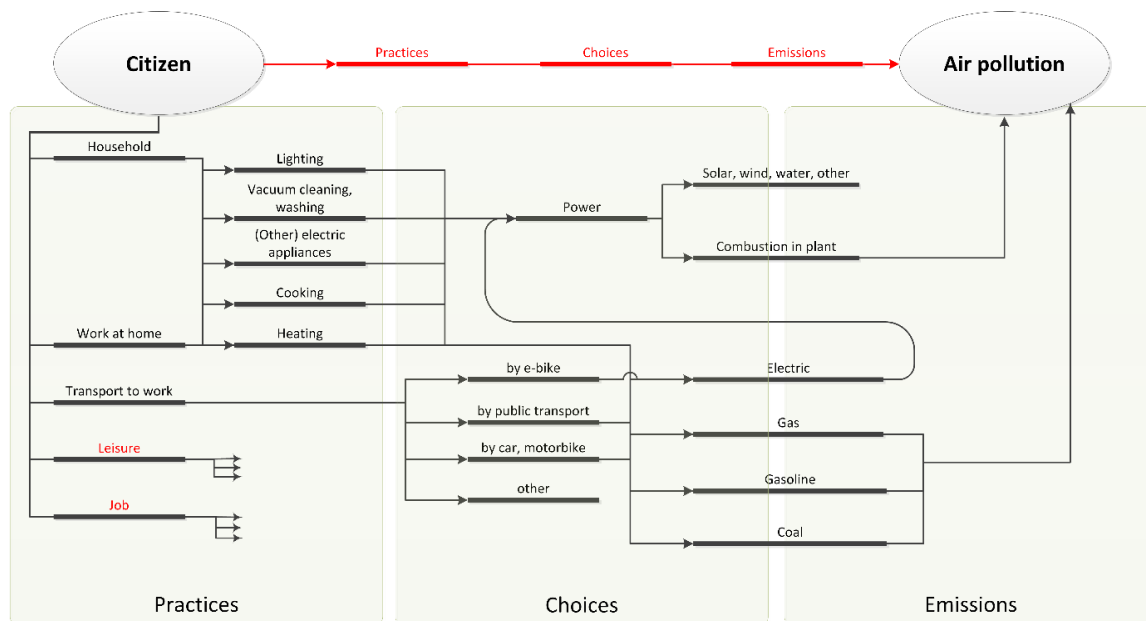 Citizen
Practices
Choices
Emissions
Air pollution
Household
Lighting
Vacuum cleaning,
washing
(Other) electric
appliances
Cooking
Work at home
Heating
Transport to work
Leisure
Job
Power
Solar, wind, water, other
Combustion in plant
by e-bike
by public transport
by car, motorbike
other
Electric
Gas
Gasoline
Coal
Practices
Choices
Emissions